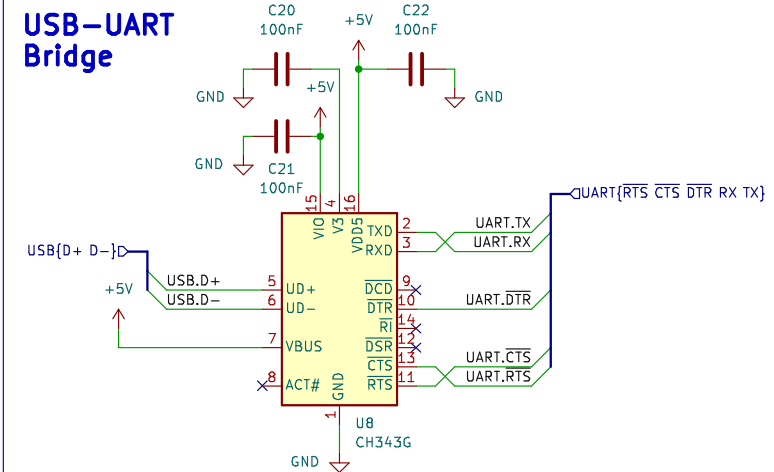 USB-UART
Bridge
C20
100nF
GND
+5V
C22
100nF
GND
+5V
GND
C21
100nF
15
4
16
VIO
V3
VDD5
UART{RTS CTS DTR RX TX}
TXD
2
UART.TX
RXD
3
UART.RX
USB{D+ D-}
USB.D+
5
UD+
DCD
9
+5V
USB.D-
6
UD-
DTR
10
UART.DTR
RI
14
7
VBUS
DSR
12
CTS
13
UART.CTS
8
ACT#
RTS
11
UART.RTS
GND
1
U8
CH343G
GND